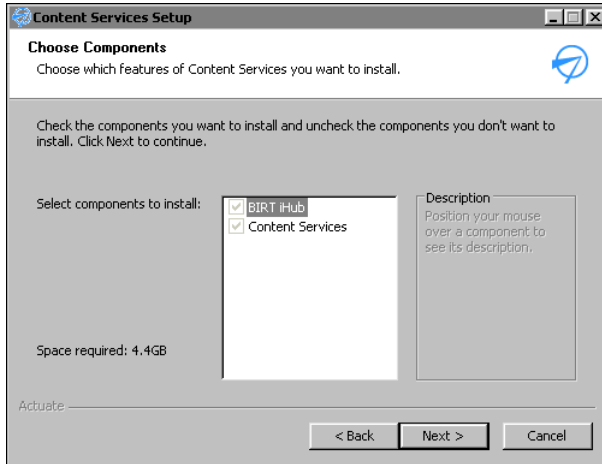 Content Services Setup
Choose Components
Choose which features of Content Services you want to install.
Check the components you want to install and uncheck the components you don't want to
install. Click Next to continue.
Select components to install:
BIRT iHub
Content Services
Description
Position your mouse
over a component to
see its description.
Space required: 4.4GB
Actuate
< Back
Next >
Cancel